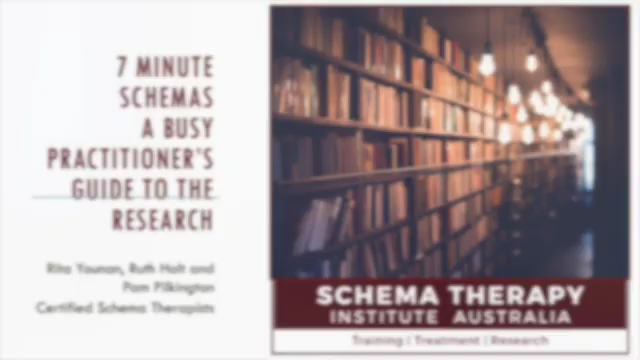 7 MINUTE
SCHEMAS
A BUSY
PRACTITIONER'S
GUIDE TO THE
RESEARCH
Rita Younan, Ruth Holt and
Pam Pilkington
Certified Schema Therapists
SCHEMA THERAPY
INSTITUTE AUSTRALIA
Training | Treatment | Research